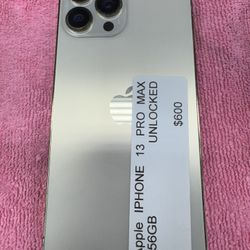 Apple IPHONE 13 PRO MAX
UNLOCKED
$600
256GB